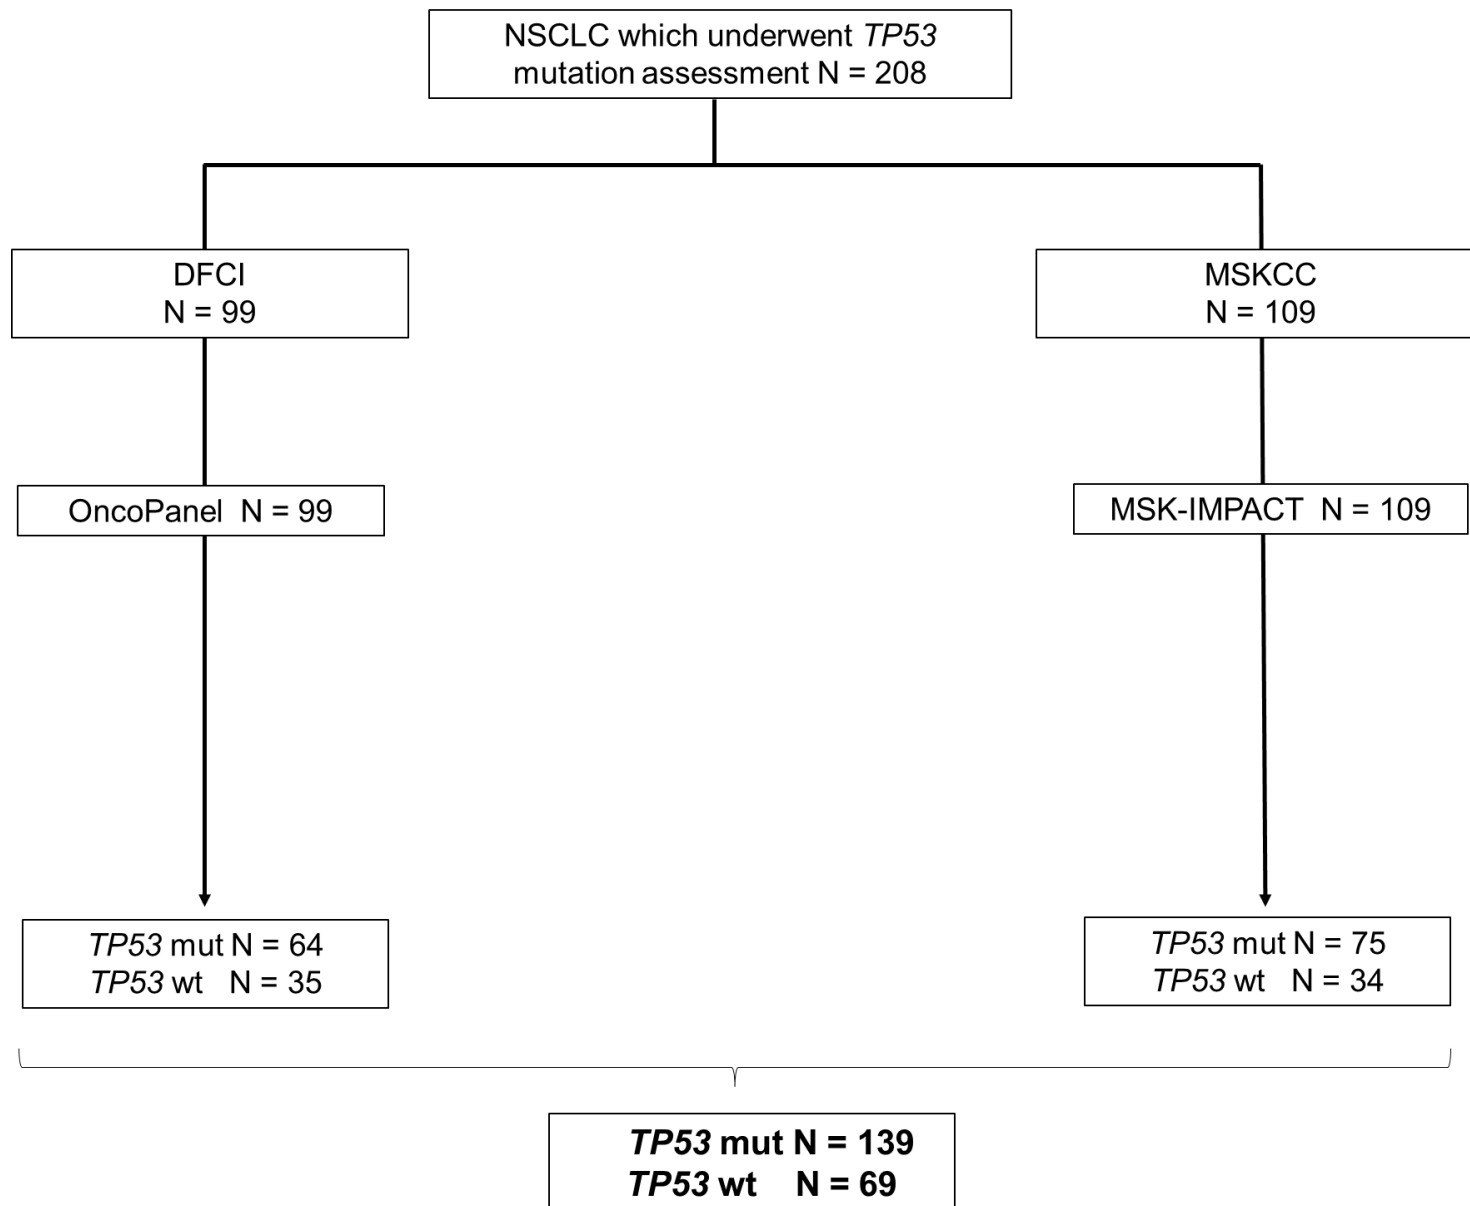 NSCLC which underwent TP53
mutation assessment N = 208
DFCI
N = 99
MSKCC
N = 109
OncoPanel N = 99
MSK-IMPACT N = 109
TP53 mut N = 64
TP53 wt N = 35
TP53 mut N = 75
TP53 wt N = 34
TP53 mut N = 139
TP53 wt N = 69